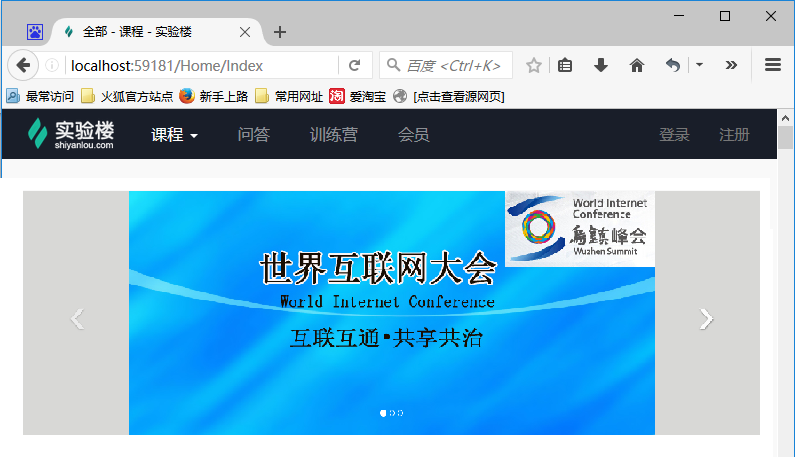 全部 - 课程 - 实验楼
localhost:59181/Home/Index
百度 <Ctrl+K>
最常访问 火狐官方站点 新手上路 常用网址 淘 爱淘宝 [点击查看源网页]
实验楼
shiyanlou.com
课程 问答 训练营 会员 登录 注册
World Internet
Conference
乌镇峰会
Wuzhen Summit
世界互联网大会
World Internet Conference
互联互通·共享共治